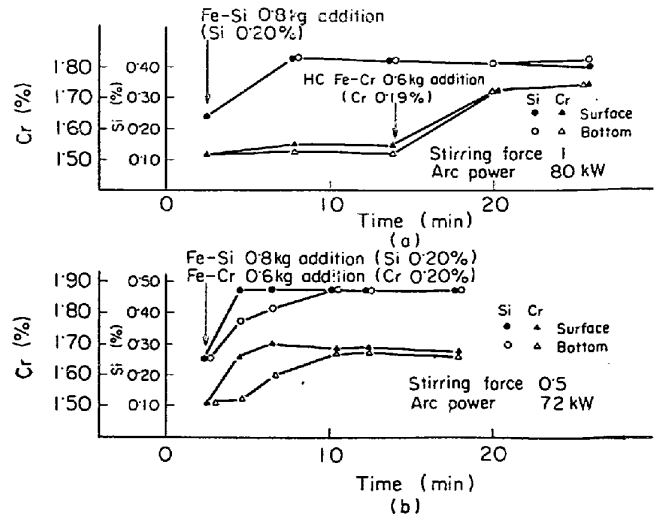 Fe-Si 0·8kg addition
(Si 0·20%)
HC Fe-Cr 0·6kg addition
(Cr 0·19%)
Cr (%)
1·80
1·70
1·60
1·50
Si (%)
0·40
0·30
0·20
0·10
Si Cr
Surface
Bottom
Stirring force 1
Arc power 80 kW
0 10 20
Time (min)
(a)
Fe-Si 0·8kg addition (Si 0·20%)
Fe-Cr 0·6kg addition (Cr 0·20%)
Cr (%)
1·90
1·80
1·70
1·60
1·50
Si (%)
0·50
0·40
0·30
0·20
0·10
Si Cr
Surface
Bottom
Stirring force 0·5
Arc power 72 kW
0 10 20
Time (min)
(b)